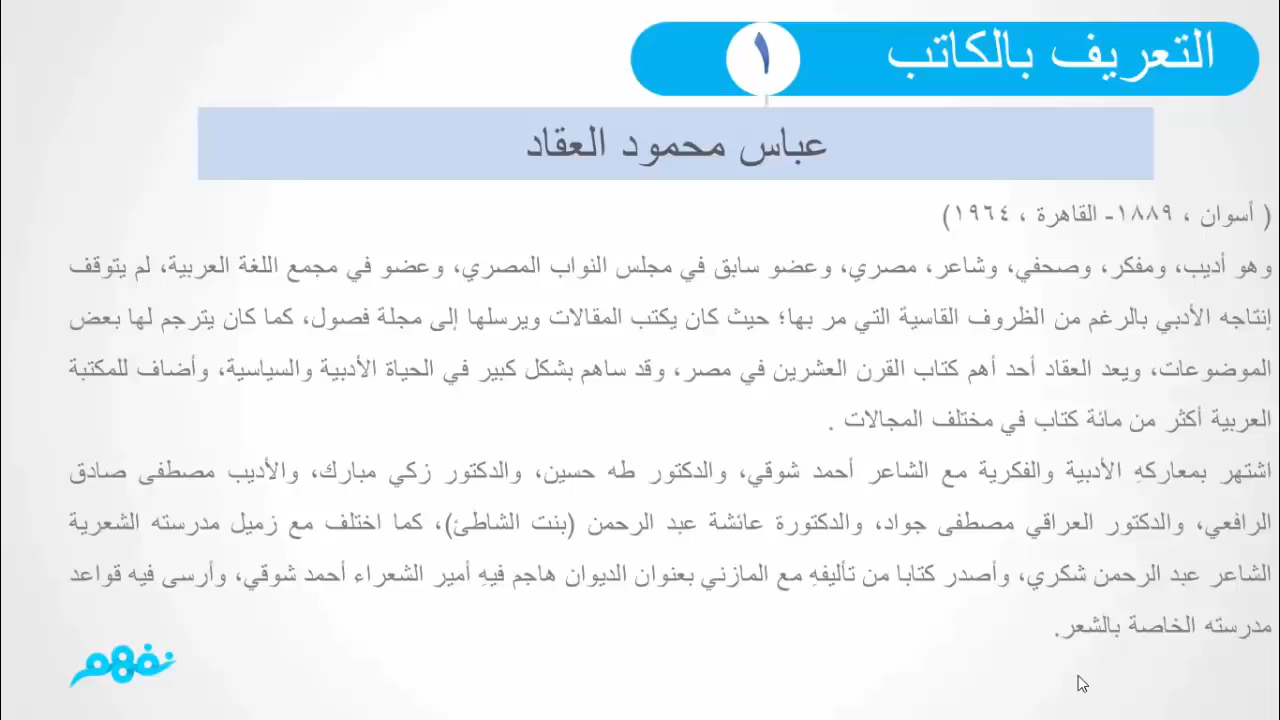 التعريف بالكاتب
١
عباس محمود العقاد
( أسوان ، ١٨٨٩- القاهرة ، ١٩٦٤)
وهو أديب، ومفكر، وصحفي، وشاعر، مصري، وعضو سابق في مجلس النواب المصري، وعضو في مجمع اللغة العربية، لم يتوقف
إنتاجه الأدبي بالرغم من الظروف القاسية التي مر بها؛ حيث كان يكتب المقالات ويرسلها إلى مجلة فصول، كما كان يترجم لها بعض
الموضوعات، ويعد العقاد أحد أهم كتاب القرن العشرين في مصر، وقد ساهم بشكل كبير في الحياة الأدبية والسياسية، وأضاف للمكتبة
العربية أكثر من مائة كتاب في مختلف المجالات .
اشتهر بمعاركهِ الأدبية والفكرية مع الشاعر أحمد شوقي، والدكتور طه حسين، والدكتور زكي مبارك، والأديب مصطفى صادق
الرافعي، والدكتور العراقي مصطفى جواد، والدكتورة عائشة عبد الرحمن (بنت الشاطئ)، كما اختلف مع زميل مدرسته الشعرية
الشاعر عبد الرحمن شكري، وأصدر كتابا من تأليفهِ مع المازني بعنوان الديوان هاجم فيهِ أمير الشعراء أحمد شوقي، وأرسى فيه قواعد
مدرسته الخاصة بالشعر.
نفهم